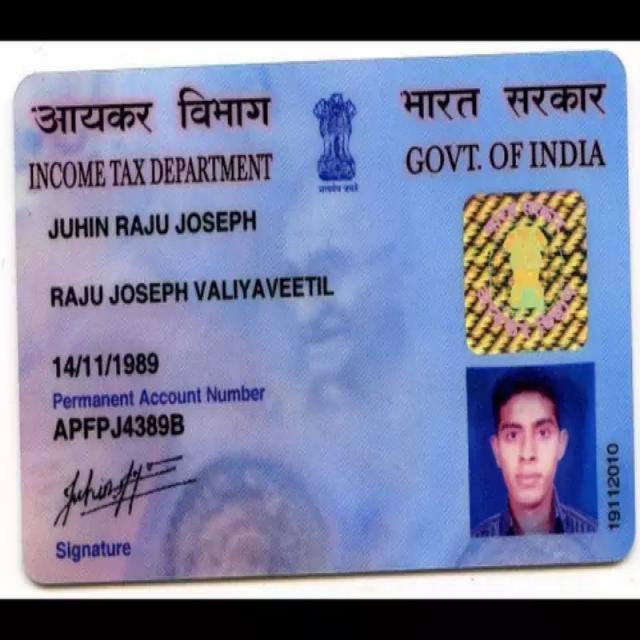 आयकर विभाग
INCOME TAX DEPARTMENT
भारत सरकार
GOVT. OF INDIA
सत्यमेव जयते
JUHIN RAJU JOSEPH
RAJU JOSEPH VALIYAVEETIL
14/11/1989
Permanent Account Number
APFPJ4389B
Signature
19112010